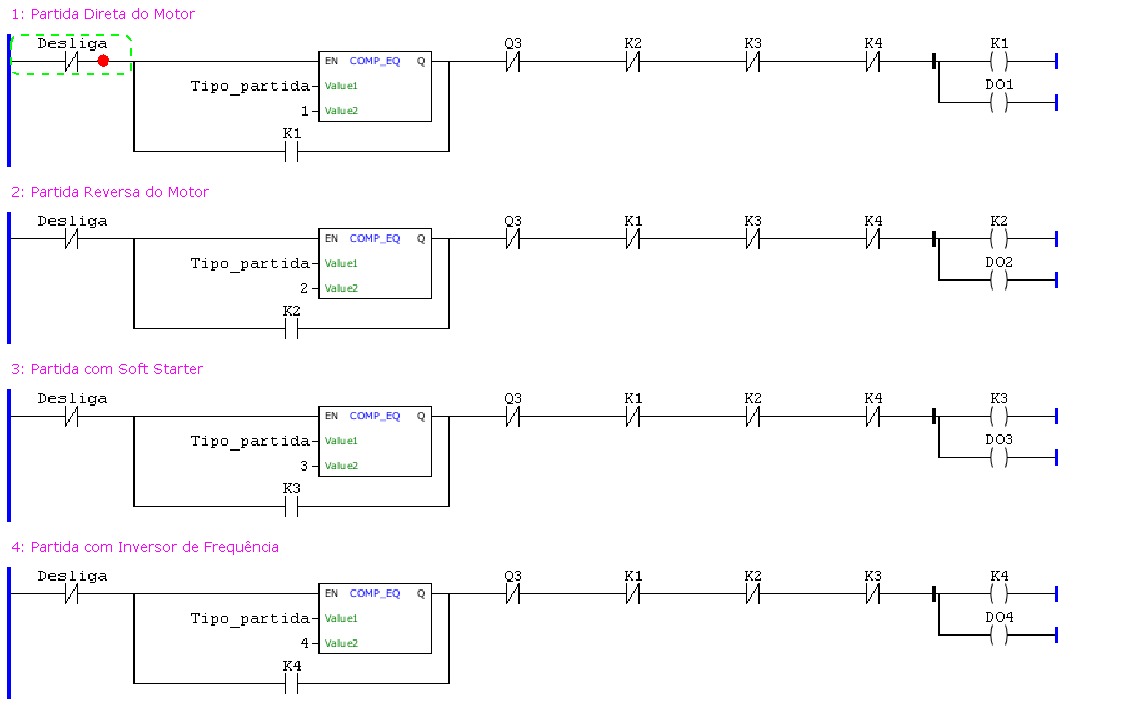 1: Partida Direta do Motor
Desliga Q3 K2 K3 K4 K1
EN COMP_EQ Q
Tipo_partida Value1 DO1
1 Value2
K1
2: Partida Reversa do Motor
Desliga Q3 K1 K3 K4 K2
EN COMP_EQ Q
Tipo_partida Value1 DO2
2 Value2
K2
3: Partida com Soft Starter
Desliga Q3 K1 K2 K4 K3
EN COMP_EQ Q
Tipo_partida Value1 DO3
3 Value2
K3
4: Partida com Inversor de Frequência
Desliga Q3 K1 K2 K3 K4
EN COMP_EQ Q
Tipo_partida Value1 DO4
4 Value2
K4